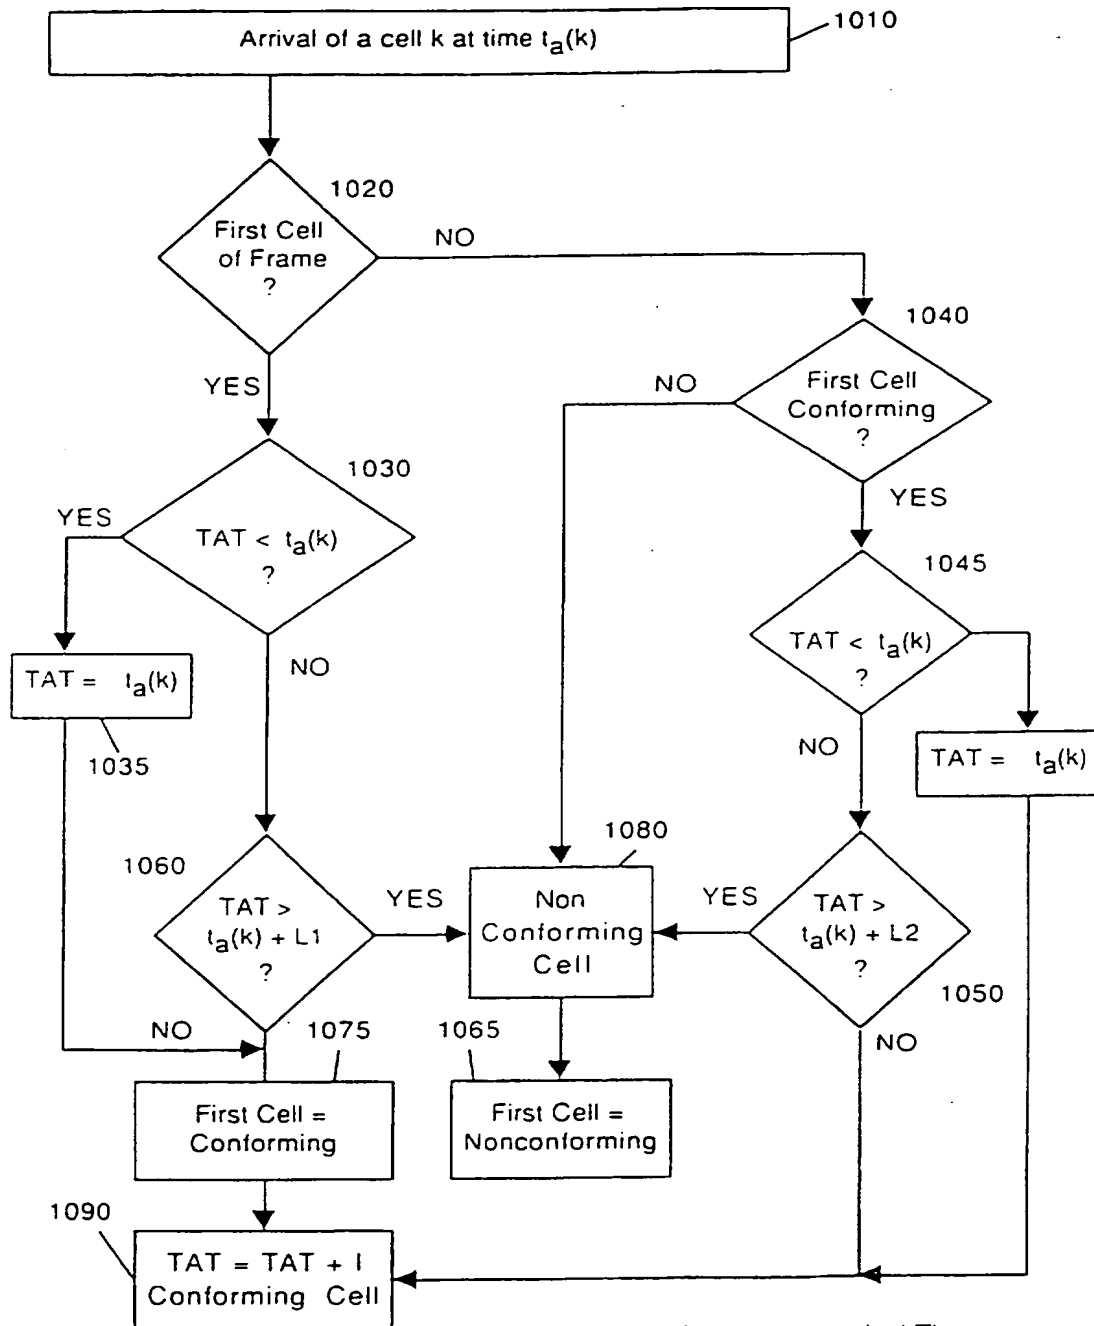 Arrival of a cell k at time ta(k)
1010
1020
First Cell
of Frame
?
NO
YES
1040
First Cell
Conforming
?
NO
YES
1030
TAT < ta(k)
?
YES
NO
TAT = ta(k)
1035
1045
TAT < ta(k)
?
NO
TAT = ta(k)
1060
TAT >
ta(k) + L1
?
YES
NO
1080
Non
Conforming
Cell
YES
TAT >
ta(k) + L2
?
1050
NO
1075
First Cell =
Conforming
1065
First Cell =
Nonconforming
1090
TAT = TAT + I
Conforming Cell